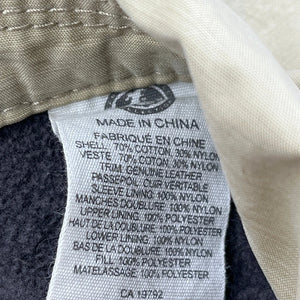 MADE IN CHINA
FABRIQUÉ EN CHINE
SHELL: 70% COTTON 30% NYLON
VESTE: 70% COTON 30% NYLON
TRIM: GENUINE LEATHER
PASSEPOIL: CUIR VERITABLE
SLEEVE LINING: 100% NYLON
MANCHES DOUBLURE: 100% NYLON
UPPER LINING: 100% POLYESTER
HAUT DE LA DOUBLURE: 100% POLYESTER
LOWER LINING: 100% NYLON
BAS DE LA DOUBLURE: 100% NYLON
FILL: 100% POLYESTER
MATELASSAGE: 100% POLYESTER
CA 19792